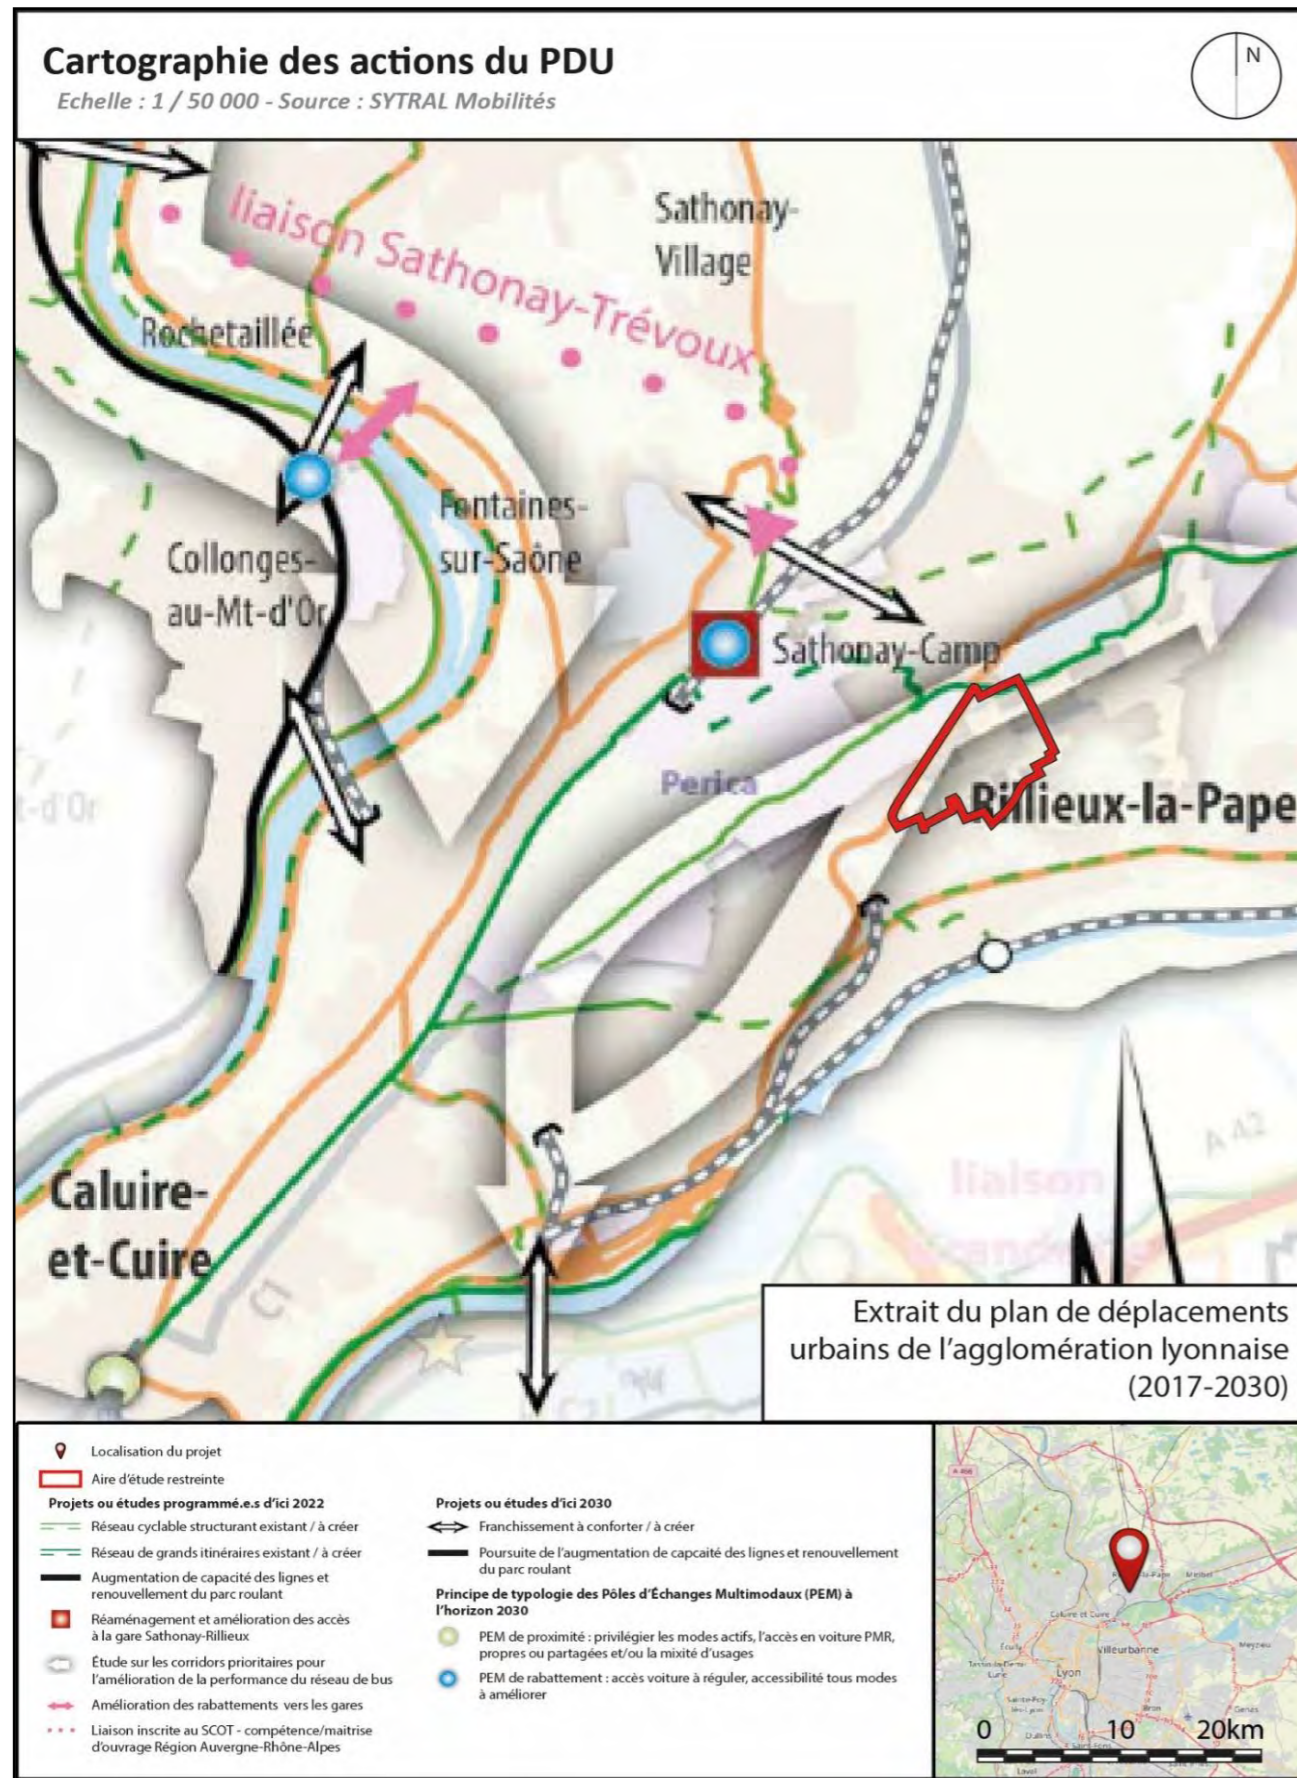 Cartographie des actions du PDU
Echelle : 1 / 50 000 - Source : SYTRAL Mobilités
N
liaison Sathonay-Trévoux
Sathonay-
Village
Rochetaillée
Fontaines-
sur-Saône
Collonges-
au-Mt-d'Or
Sathonay-Camp
Perica
Rillieux-la-Pape
t-d'Or
A 42
liaison
Caluire-
et-Cuire
C1
Extrait du plan de déplacements
urbains de l'agglomération lyonnaise
(2017-2030)
Localisation du projet
Aire d'étude restreinte
Projets ou études programmé.e.s d'ici 2022
Réseau cyclable structurant existant / à créer
Réseau de grands itinéraires existant / à créer
Augmentation de capacité des lignes et
renouvellement du parc roulant
Réaménagement et amélioration des accès
à la gare Sathonay-Rillieux
Étude sur les corridors prioritaires pour
l'amélioration de la performance du réseau de bus
Amélioration des rabattements vers les gares
Liaison inscrite au SCOT - compétence/maitrise
d'ouvrage Région Auvergne-Rhône-Alpes
Projets ou études d'ici 2030
Franchissement à conforter / à créer
Poursuite de l'augmentation de capcaité des lignes et renouvellement
du parc roulant
Principe de typologie des Pôles d'Échanges Multimodaux (PEM) à
l'horizon 2030
PEM de proximité : privilégier les modes actifs, l'accès en voiture PMR,
propres ou partagées et/ou la mixité d'usages
PEM de rabattement : accès voiture à réguler, accessibilité tous modes
à améliorer
Caluire et Cuire
Villeurbanne
Meyzieu
Écully
Lyon
Bron
0 10 20km